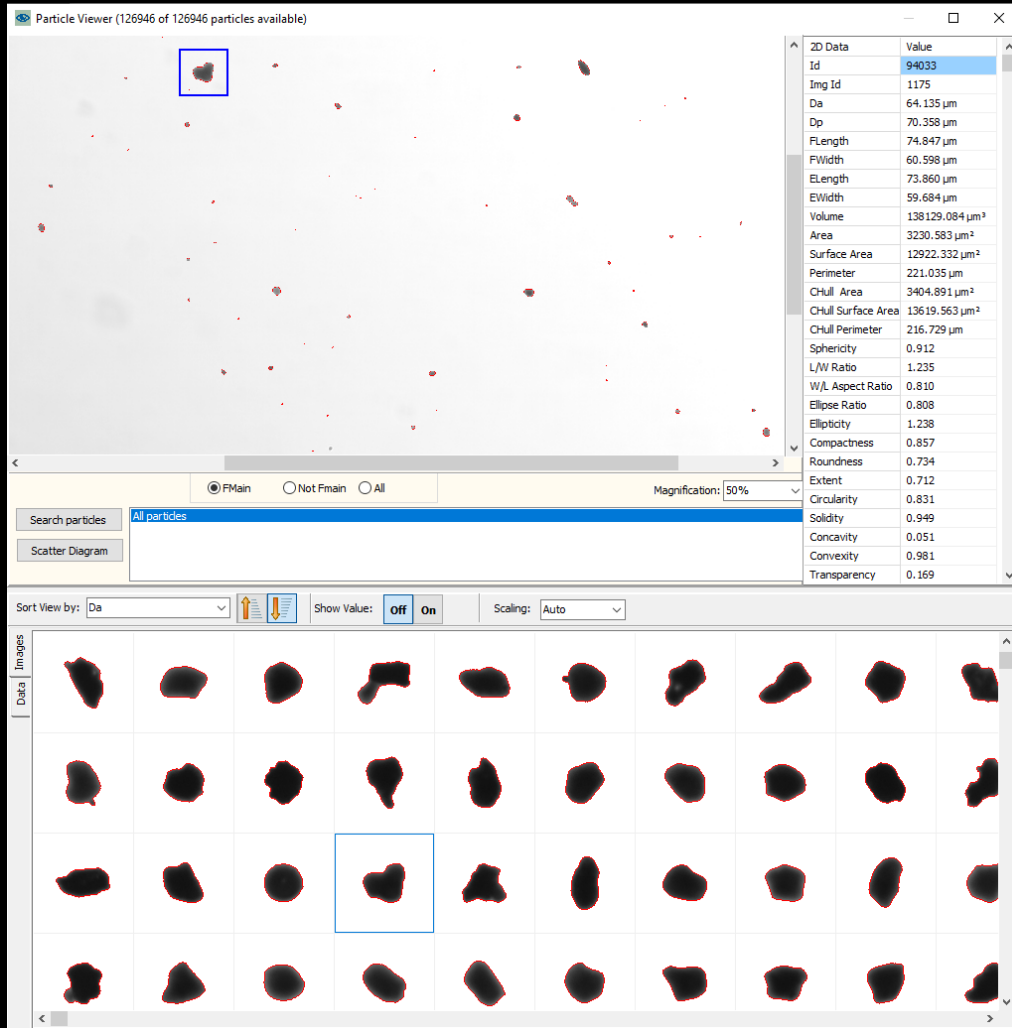 Particle Viewer (126946 of 126946 particles available)
2D Data Value
Id 94033
Img Id 1175
Da 64.135 µm
Dp 70.358 µm
FLength 74.847 µm
FWidth 60.598 µm
ELength 73.860 µm
EWidth 59.684 µm
Volume 138129.084 µm³
Area 3230.583 µm²
Surface Area 12922.332 µm²
Perimeter 221.035 µm
CHull Area 3404.891 µm²
CHull Surface Area 13619.563 µm²
CHull Perimeter 216.729 µm
Sphericity 0.912
L/W Ratio 1.235
W/L Aspect Ratio 0.810
Ellipse Ratio 0.808
Ellipticity 1.238
Compactness 0.857
Roundness 0.734
Extent 0.712
Circularity 0.831
Solidity 0.949
Concavity 0.051
Convexity 0.981
Transparency 0.169
FMain Not Fmain All
Magnification: 50%
Search particles
All particles
Scatter Diagram
Sort View by: Da Show Value: Off On Scaling: Auto
Images
Data